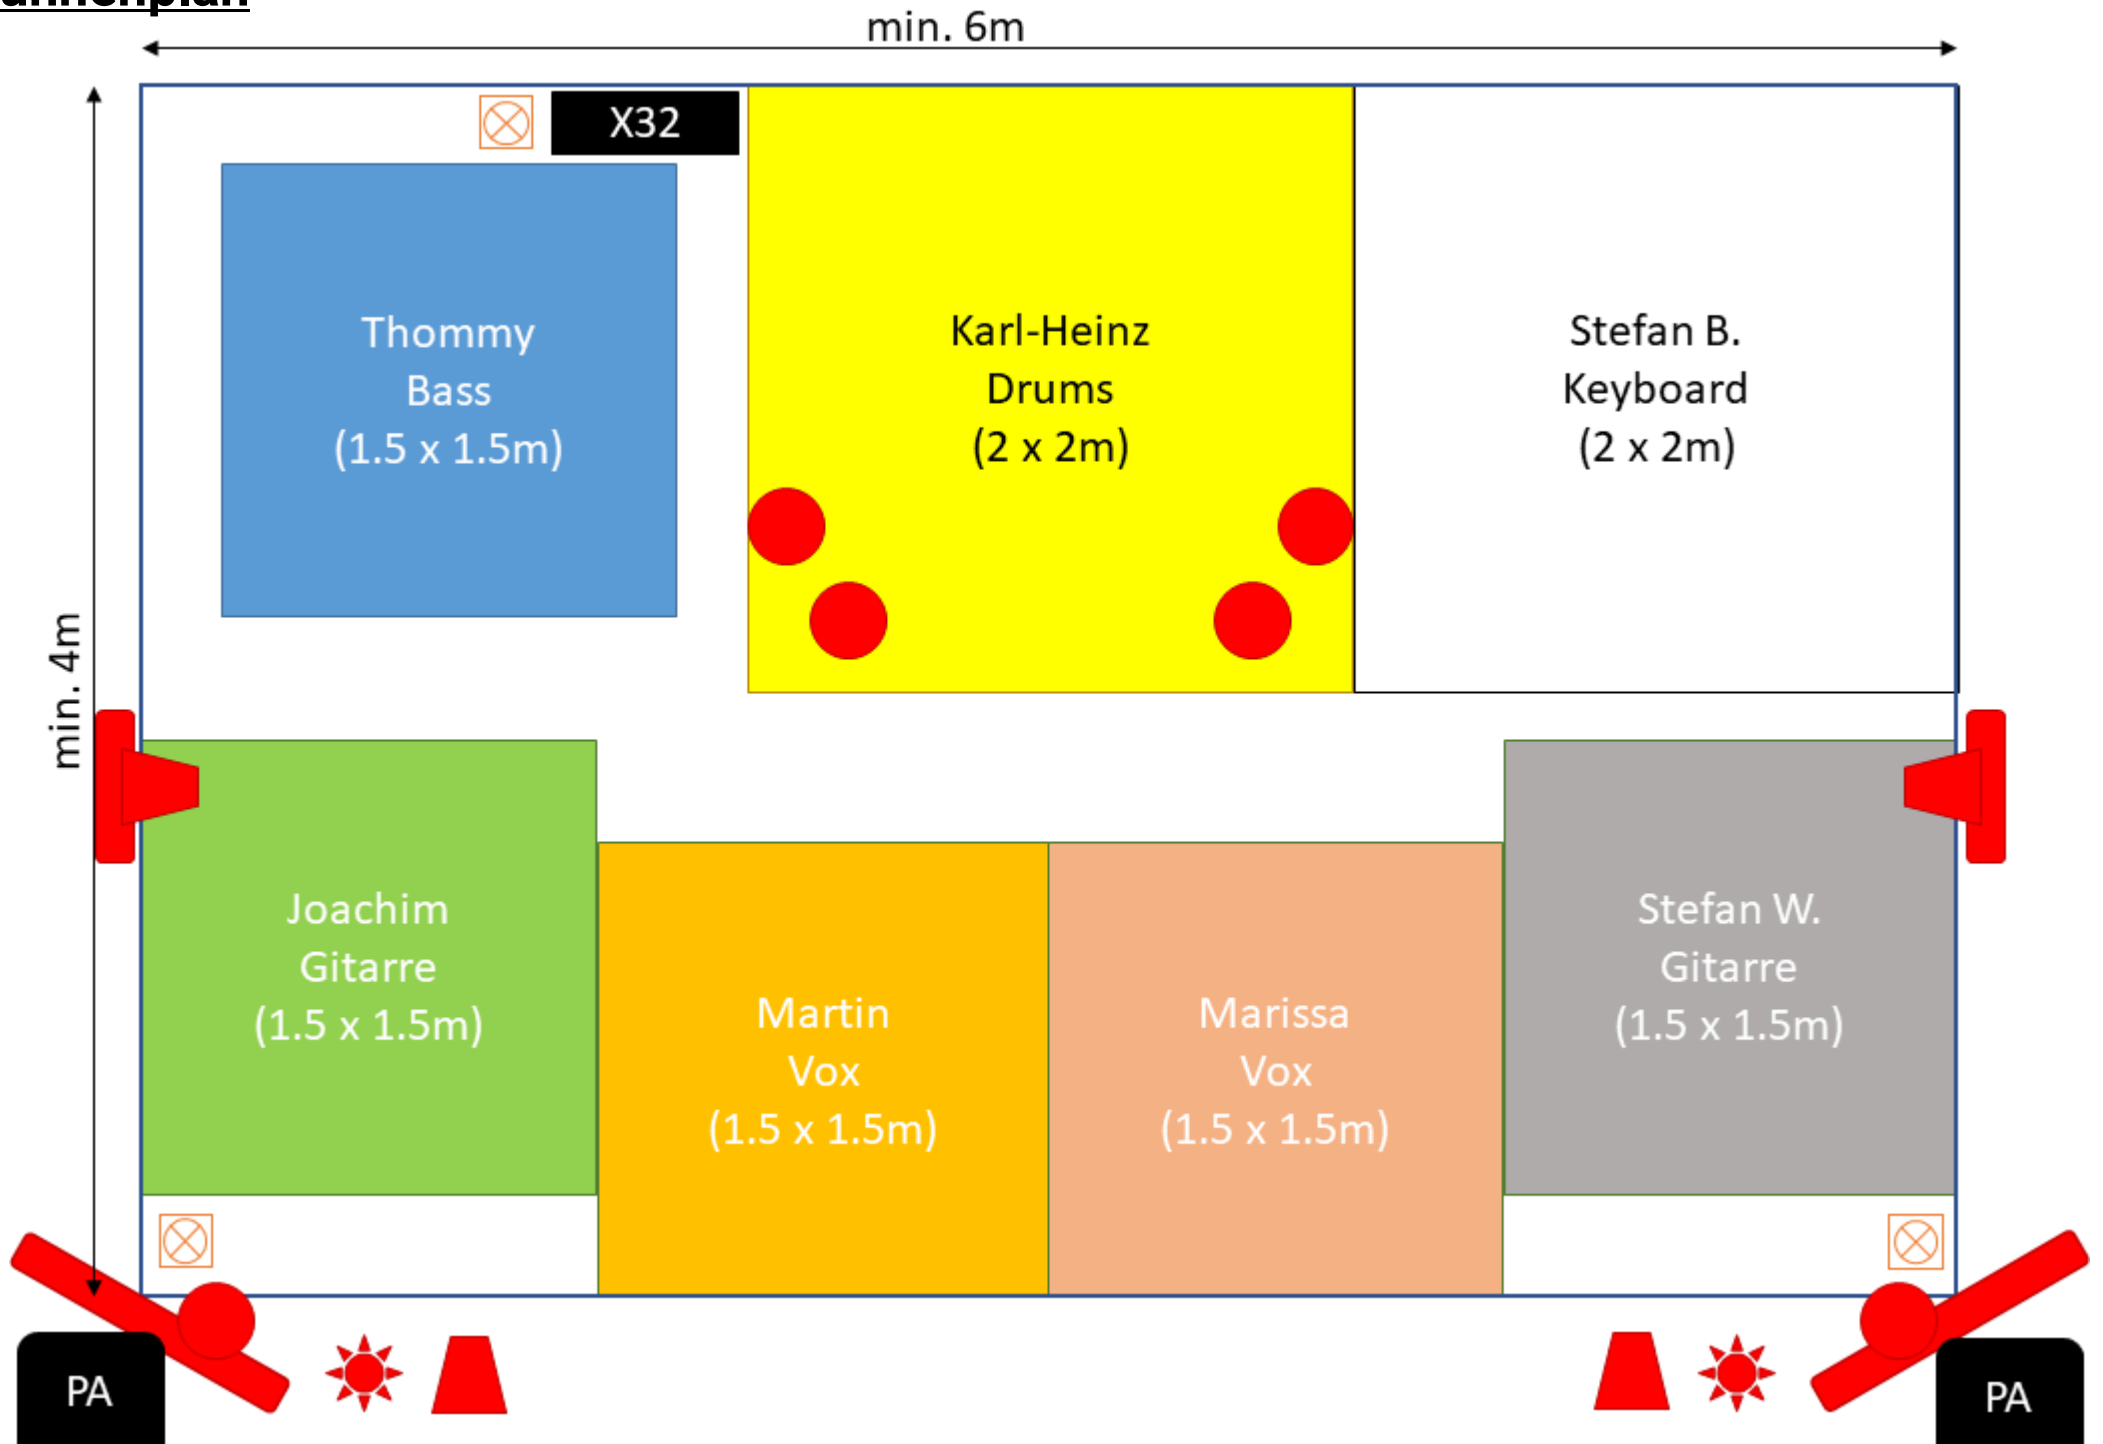 min. 6m
X32
Thommy
Bass
(1.5 x 1.5m)
Karl-Heinz
Drums
(2 x 2m)
Stefan B.
Keyboard
(2 x 2m)
min. 4m
Joachim
Gitarre
(1.5 x 1.5m)
Martin
Vox
(1.5 x 1.5m)
Marissa
Vox
(1.5 x 1.5m)
Stefan W.
Gitarre
(1.5 x 1.5m)
PA
PA